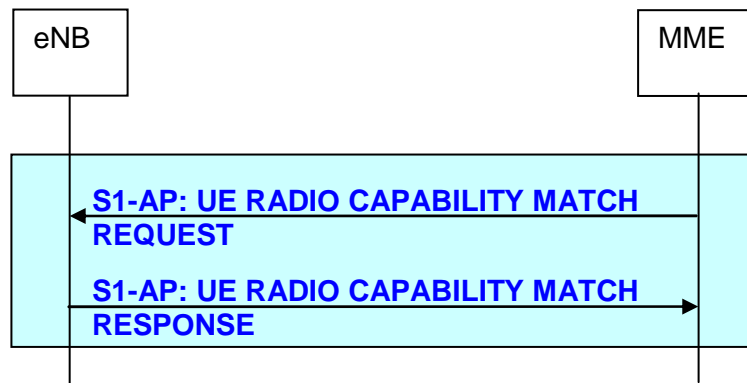 eNB
MME
S1-AP: UE RADIO CAPABILITY MATCH
REQUEST
S1-AP: UE RADIO CAPABILITY MATCH
RESPONSE